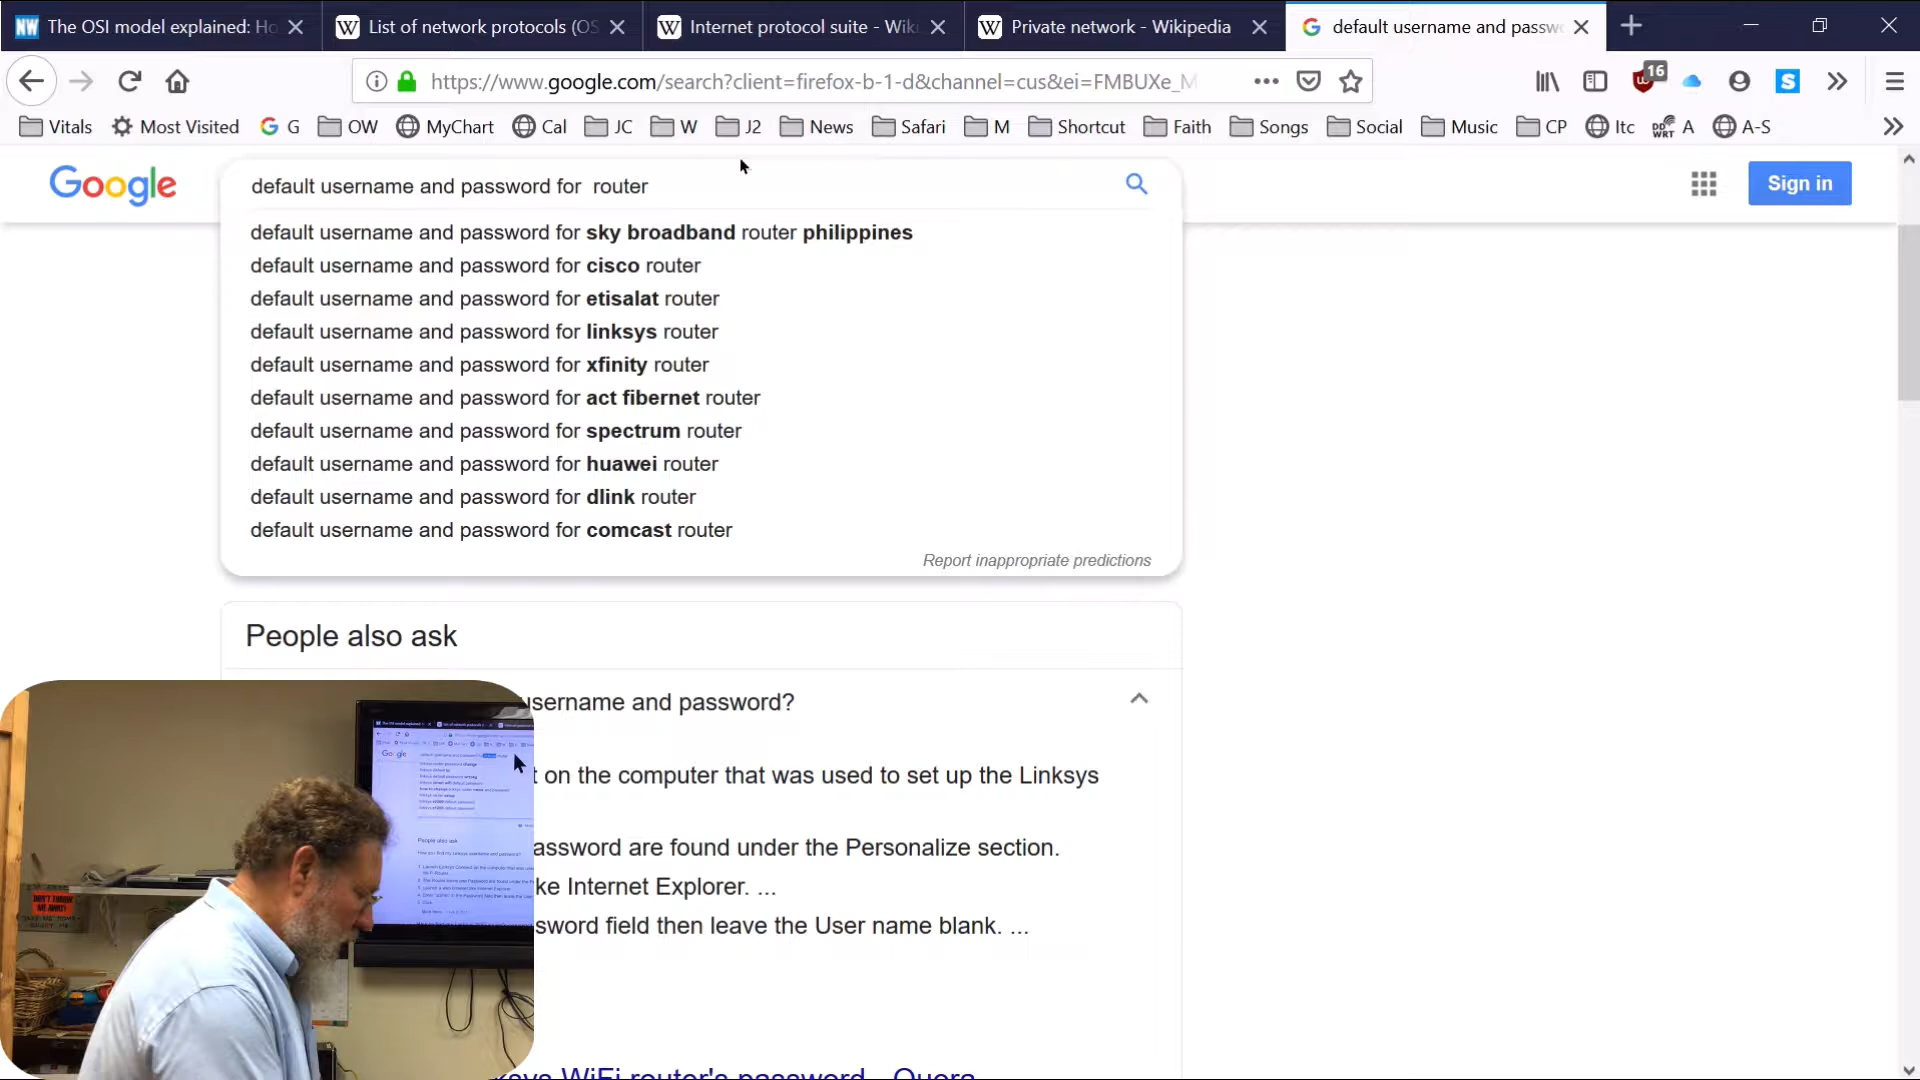 The OSI model explained: Ho
List of network protocols (OS
Internet protocol suite - Wiki
Private network - Wikipedia
default username and passwo
https://www.google.com/search?client=firefox-b-1-d&channel=cus&ei=FMBUXe_M
16
Vitals
Most Visited
G
OW
MyChart
Cal
JC
W
J2
News
Safari
M
Shortcut
Faith
Songs
Social
Music
CP
Itc
A
A-S
Google
default username and password for router
Sign in
default username and password for sky broadband router philippines
default username and password for cisco router
default username and password for etisalat router
default username and password for linksys router
default username and password for xfinity router
default username and password for act fibernet router
default username and password for spectrum router
default username and password for huawei router
default username and password for dlink router
default username and password for comcast router
Report inappropriate predictions
People also ask
username and password?
t on the computer that was used to set up the Linksys
assword are found under the Personalize section.
ke Internet Explorer. ...
sword field then leave the User name blank. ...
WiFi router's password - Quora